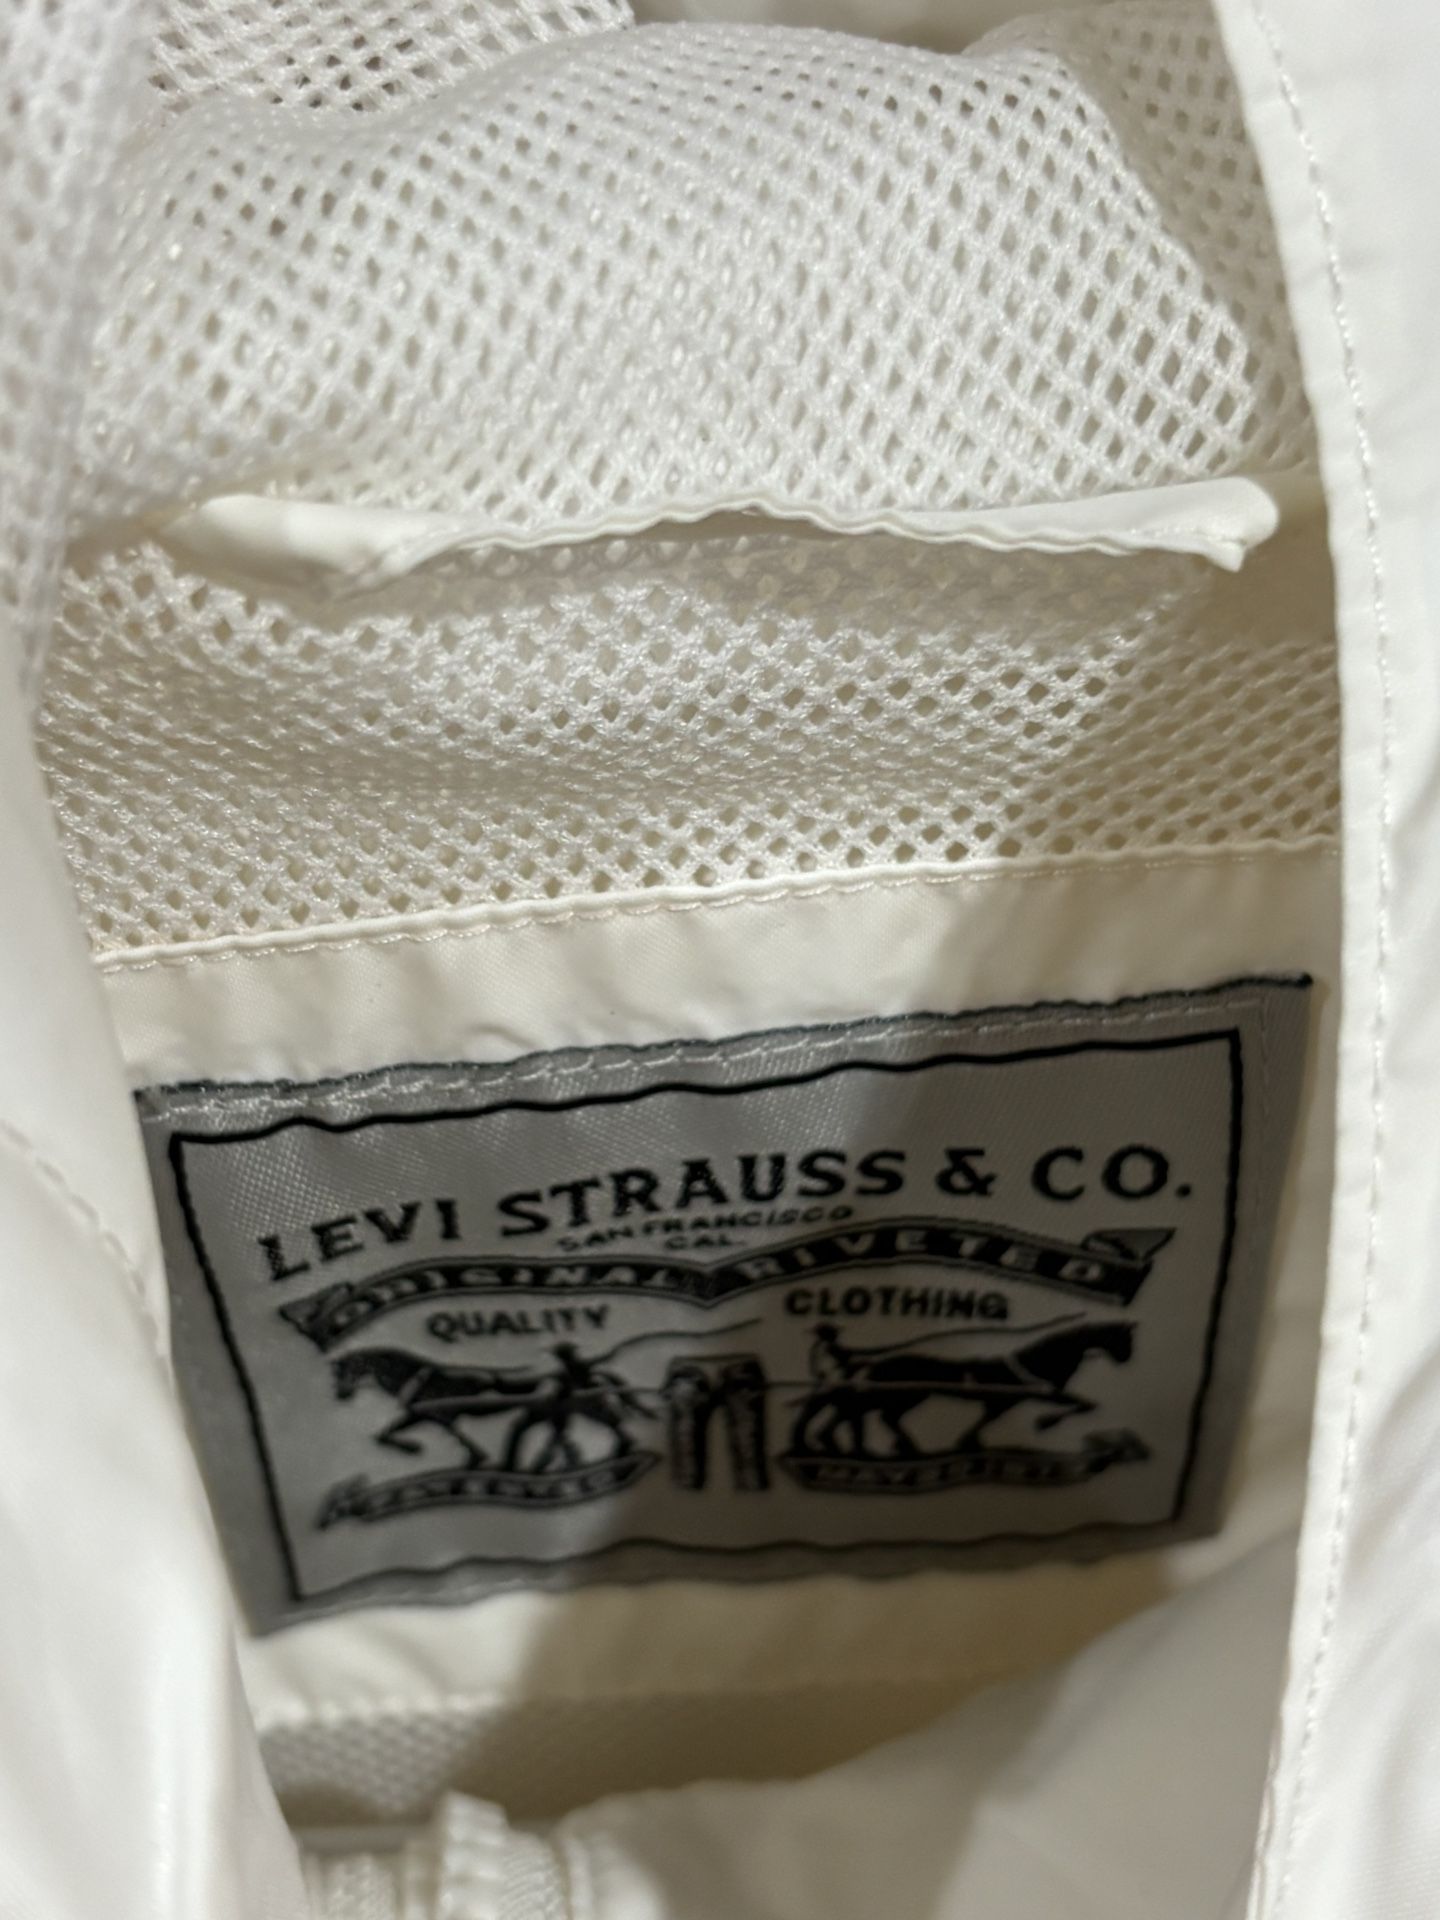 LEVI STRAUSS & CO.
SAN FRANCISCO
CAL.
ORIGINAL RIVETED
QUALITY CLOTHING